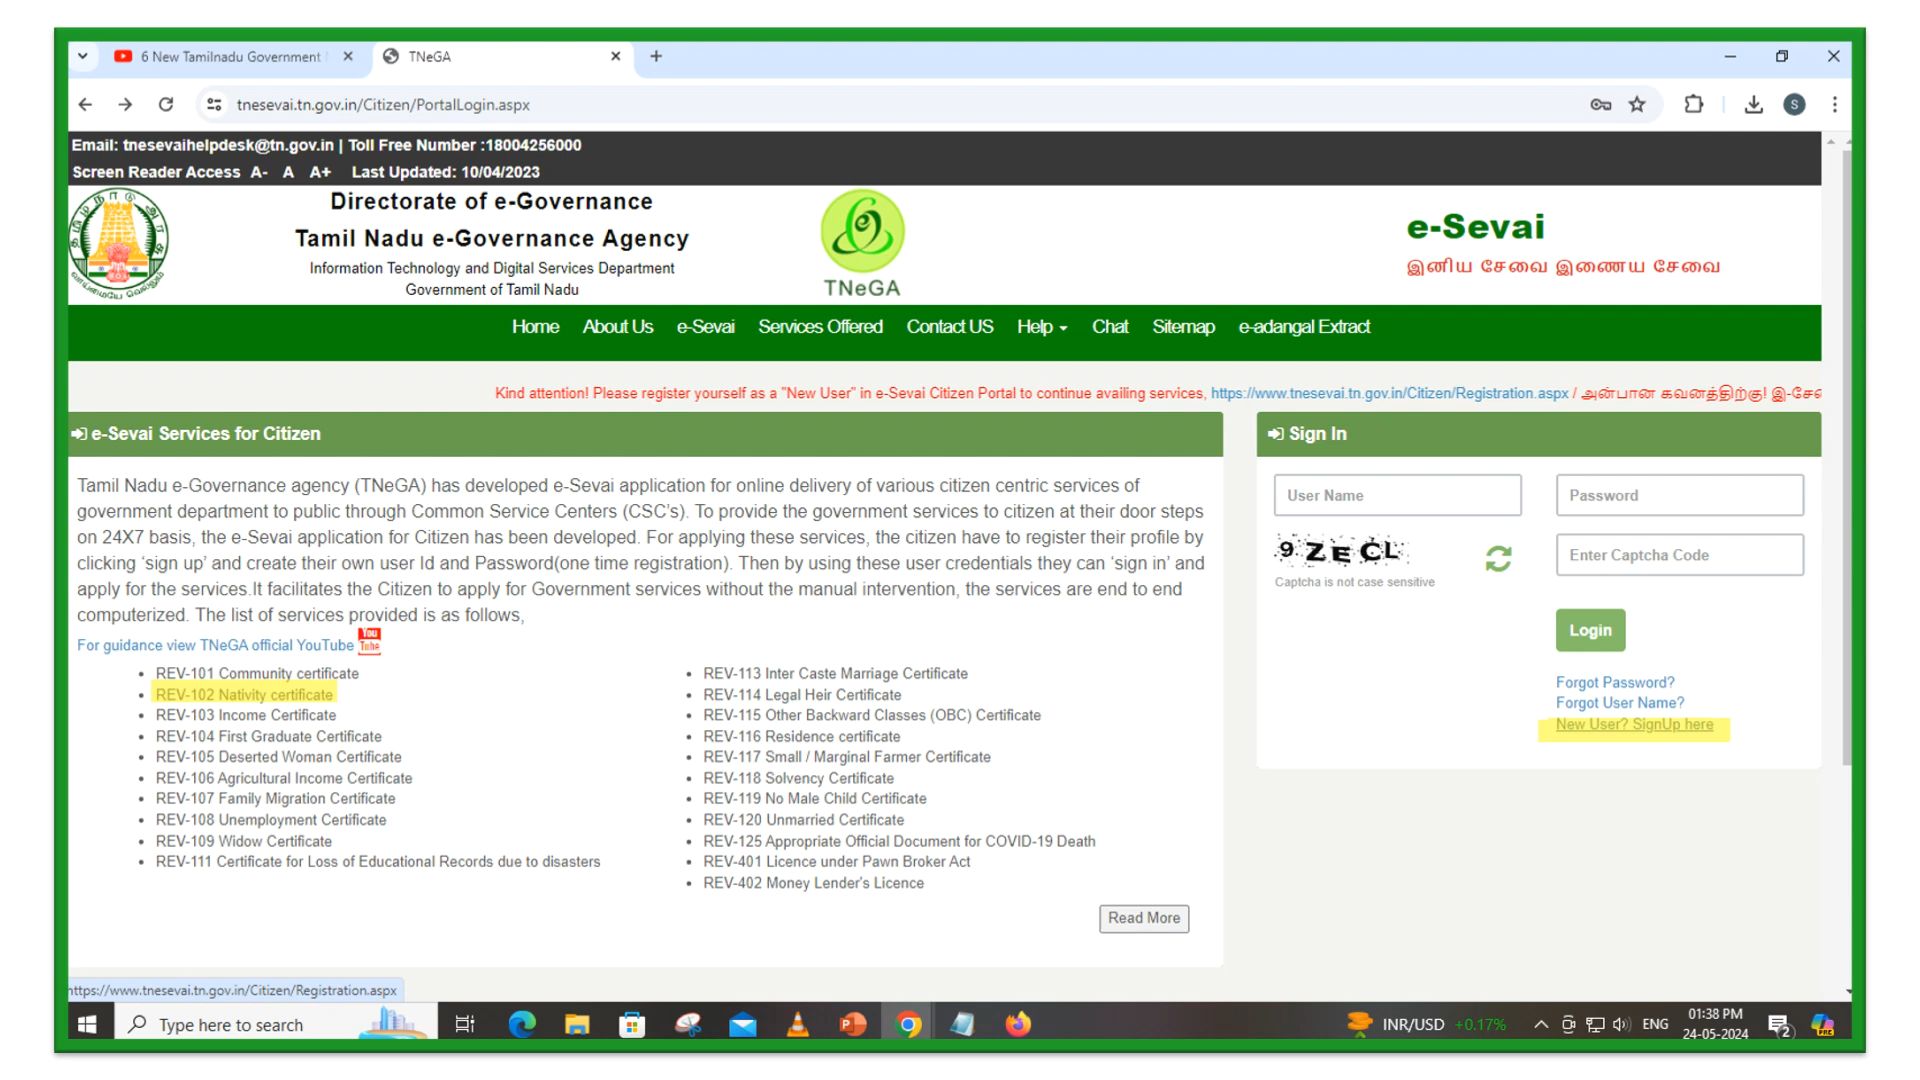 6 New Tamilnadu Government
TNeGA
tnesevai.tn.gov.in/Citizen/PortalLogin.aspx
S
Email: tnesevaihelpdesk@tn.gov.in | Toll Free Number :18004256000
Screen Reader Access A- A A+ Last Updated: 10/04/2023
Directorate of e-Governance
Tamil Nadu e-Governance Agency
Information Technology and Digital Services Department
Government of Tamil Nadu
TNeGA
e-Sevai
இனிய சேவை இணைய சேவை
Home About Us e-Sevai Services Offered Contact US Help Chat Sitemap e-adangal Extract
Kind attention! Please register yourself as a "New User" in e-Sevai Citizen Portal to continue availing services, https://www.tnesevai.tn.gov.in/Citizen/Registration.aspx / அன்பான கவனத்திற்கு!
e-Sevai Services for Citizen
Tamil Nadu e-Governance agency (TNeGA) has developed e-Sevai application for online delivery of various citizen centric services of
government department to public through Common Service Centers (CSC's). To provide the government services to citizen at their door steps
on 24X7 basis, the e-Sevai application for Citizen has been developed. For applying these services, the citizen have to register their profile by
clicking ‘sign up’ and create their own user Id and Password(one time registration). Then by using these user credentials they can ‘sign in’ and
apply for the services.It facilitates the Citizen to apply for Government services without the manual intervention, the services are end to end
computerized. The list of services provided is as follows,
For guidance view TNeGA official YouTube You Tube
REV-101 Community certificate
REV-102 Nativity certificate
REV-103 Income Certificate
REV-104 First Graduate Certificate
REV-105 Deserted Woman Certificate
REV-106 Agricultural Income Certificate
REV-107 Family Migration Certificate
REV-108 Unemployment Certificate
REV-109 Widow Certificate
REV-111 Certificate for Loss of Educational Records due to disasters
REV-113 Inter Caste Marriage Certificate
REV-114 Legal Heir Certificate
REV-115 Other Backward Classes (OBC) Certificate
REV-116 Residence certificate
REV-117 Small / Marginal Farmer Certificate
REV-118 Solvency Certificate
REV-119 No Male Child Certificate
REV-120 Unmarried Certificate
REV-125 Appropriate Official Document for COVID-19 Death
REV-401 Licence under Pawn Broker Act
REV-402 Money Lender's Licence
Read More
Sign In
User Name
Password
9ZECL
Captcha is not case sensitive
Enter Captcha Code
Login
Forgot Password?
Forgot User Name?
New User? SignUp here
https://www.tnesevai.tn.gov.in/Citizen/Registration.aspx
Type here to search
INR/USD +0.17%
ENG
01:38 PM
24-05-2024
2